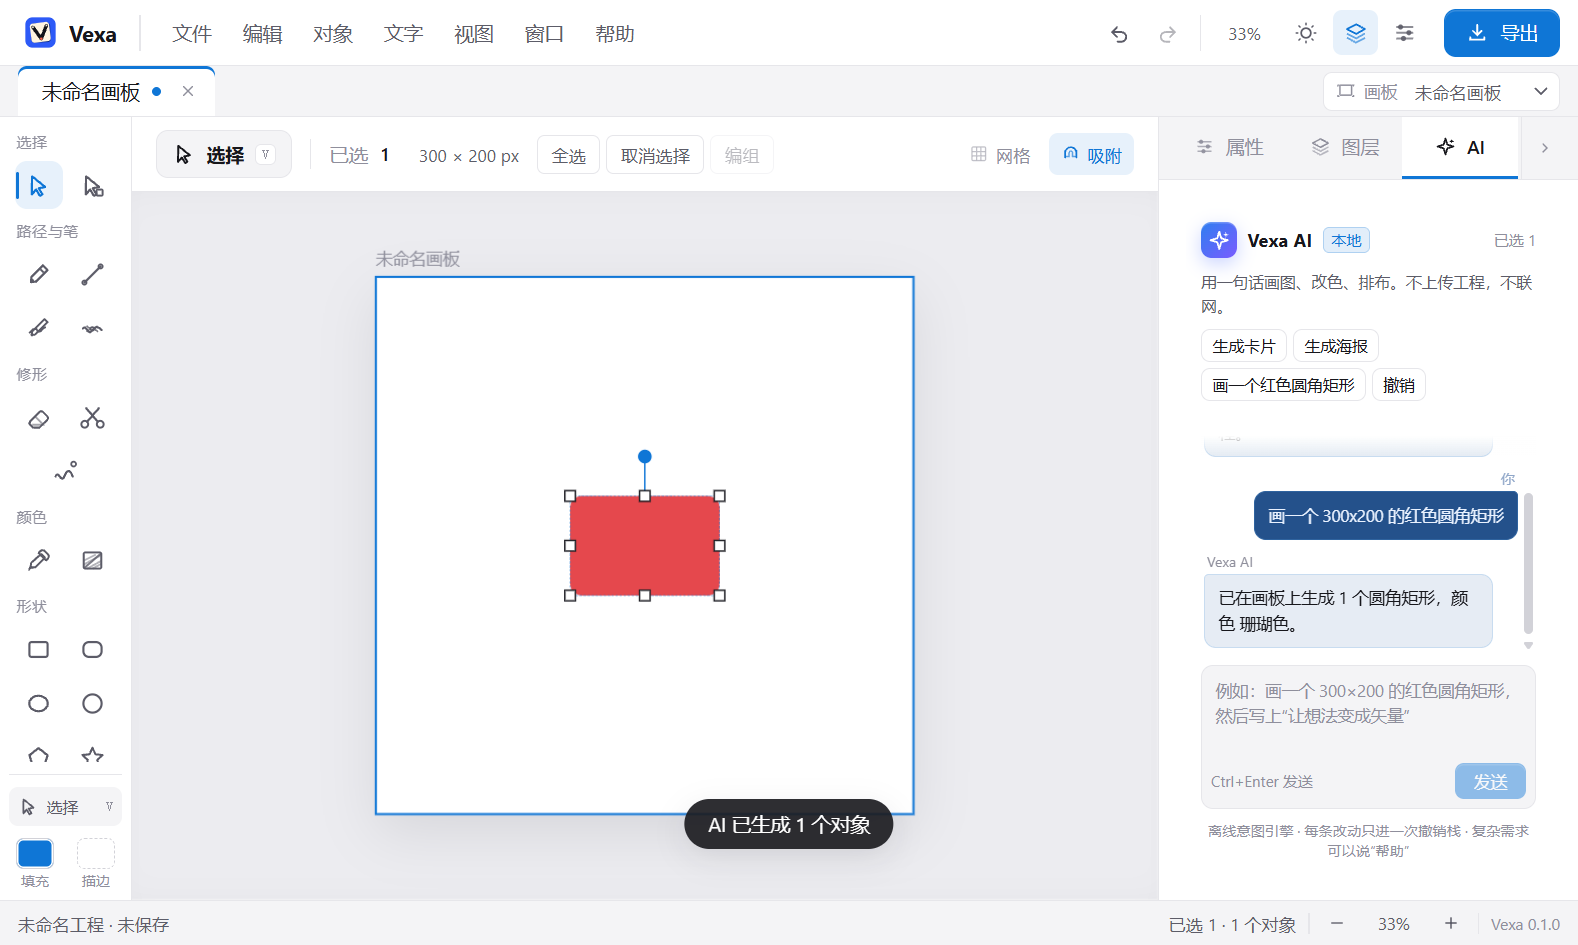 Vexa
文件
编辑
对象
文字
视图
窗口
帮助
33%
导出
未命名画板
画板
未命名画板
选择
路径与笔
修形
颜色
形状
选择
V
填充
描边
选择
V
已选 1
300 × 200 px
全选
取消选择
编组
网格
吸附
未命名画板
AI 已生成 1 个对象
属性
图层
AI
Vexa AI
本地
已选 1
用一句话画图、改色、排布。不上传工程，不联
网。
生成卡片
生成海报
画一个红色圆角矩形
撤销
你
画一个 300x200 的红色圆角矩形
Vexa AI
已在画板上生成 1 个圆角矩形，颜
色 珊瑚色。
例如：画一个 300×200 的红色圆角矩形，
然后写上“让想法变成矢量”
Ctrl+Enter 发送
发送
离线意图引擎 · 每条改动只进一次撤销栈 · 复杂需求
可以说“帮助”
未命名工程 · 未保存
已选 1 · 1 个对象
33%
Vexa 0.1.0